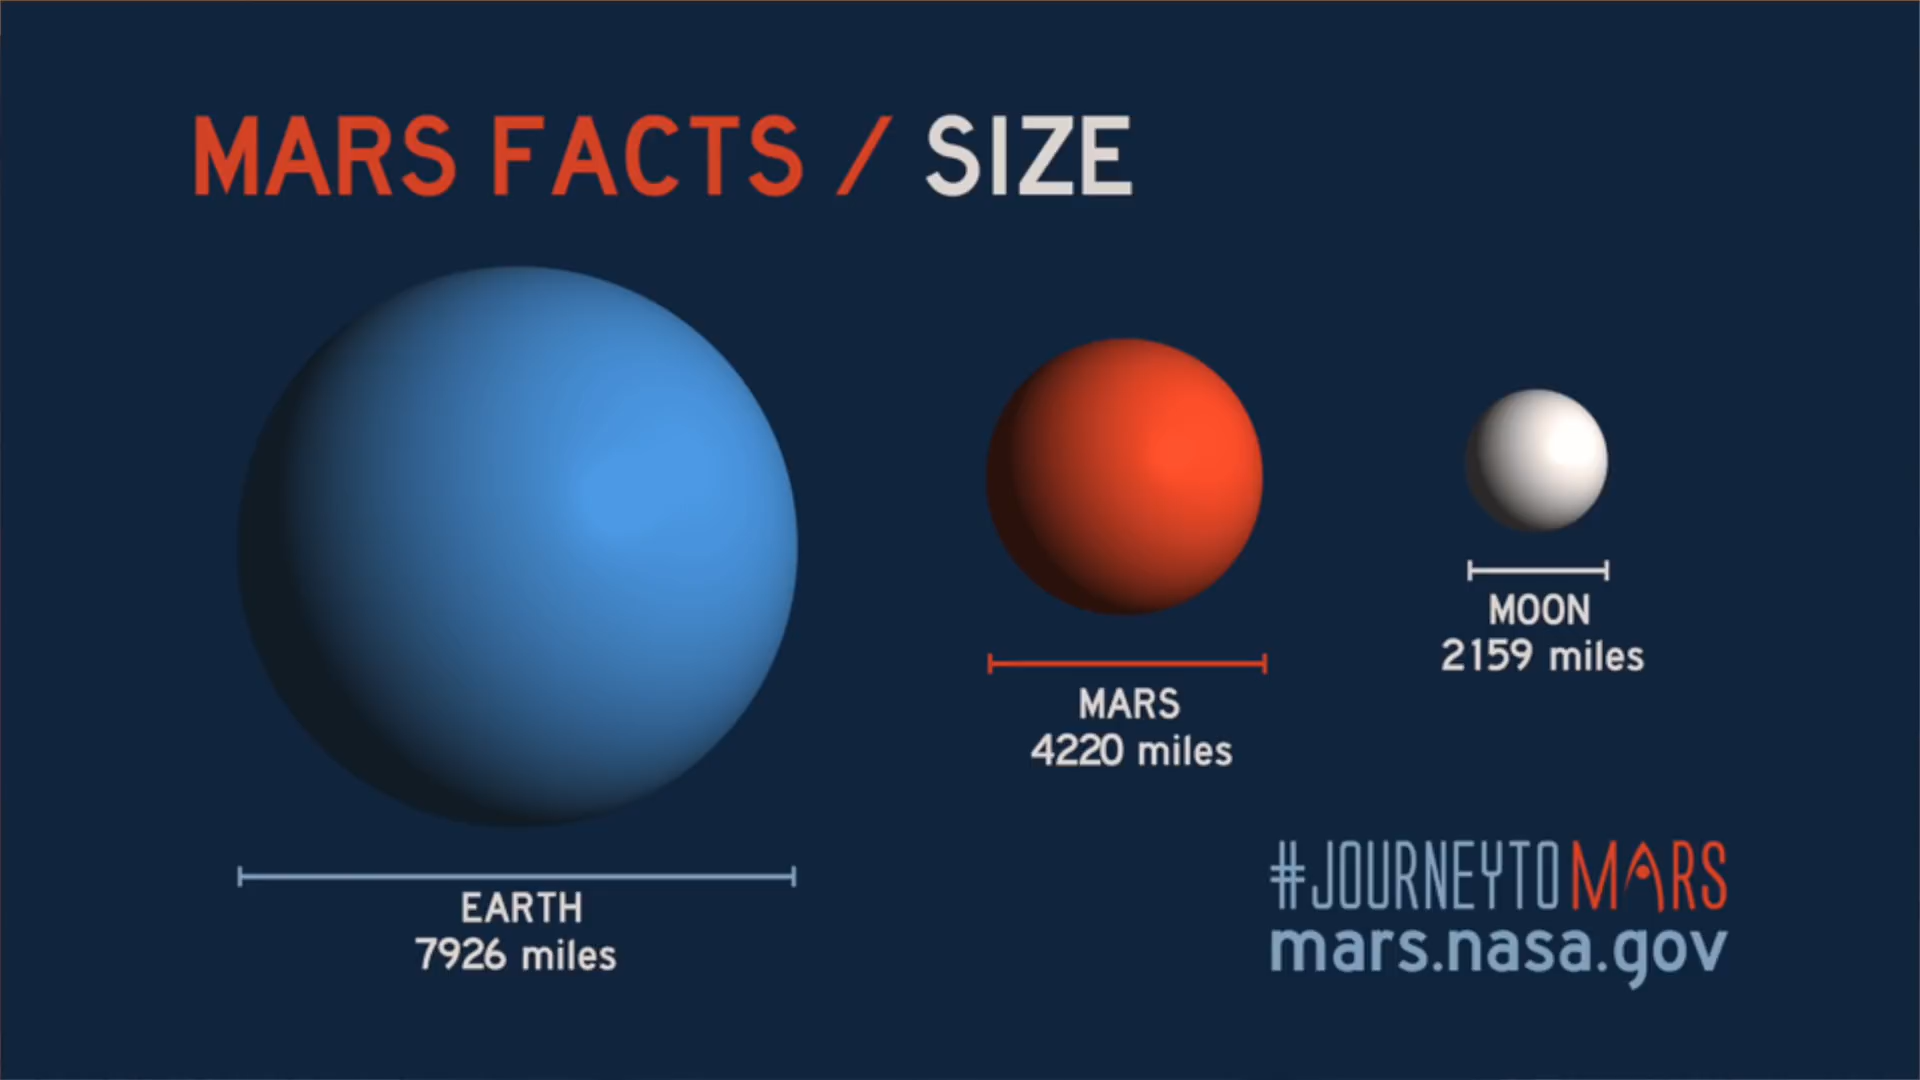 MARS FACTS / SIZE
EARTH
7926 miles
MARS
4220 miles
MOON
2159 miles
#JOURNEYTOMARS
mars.nasa.gov